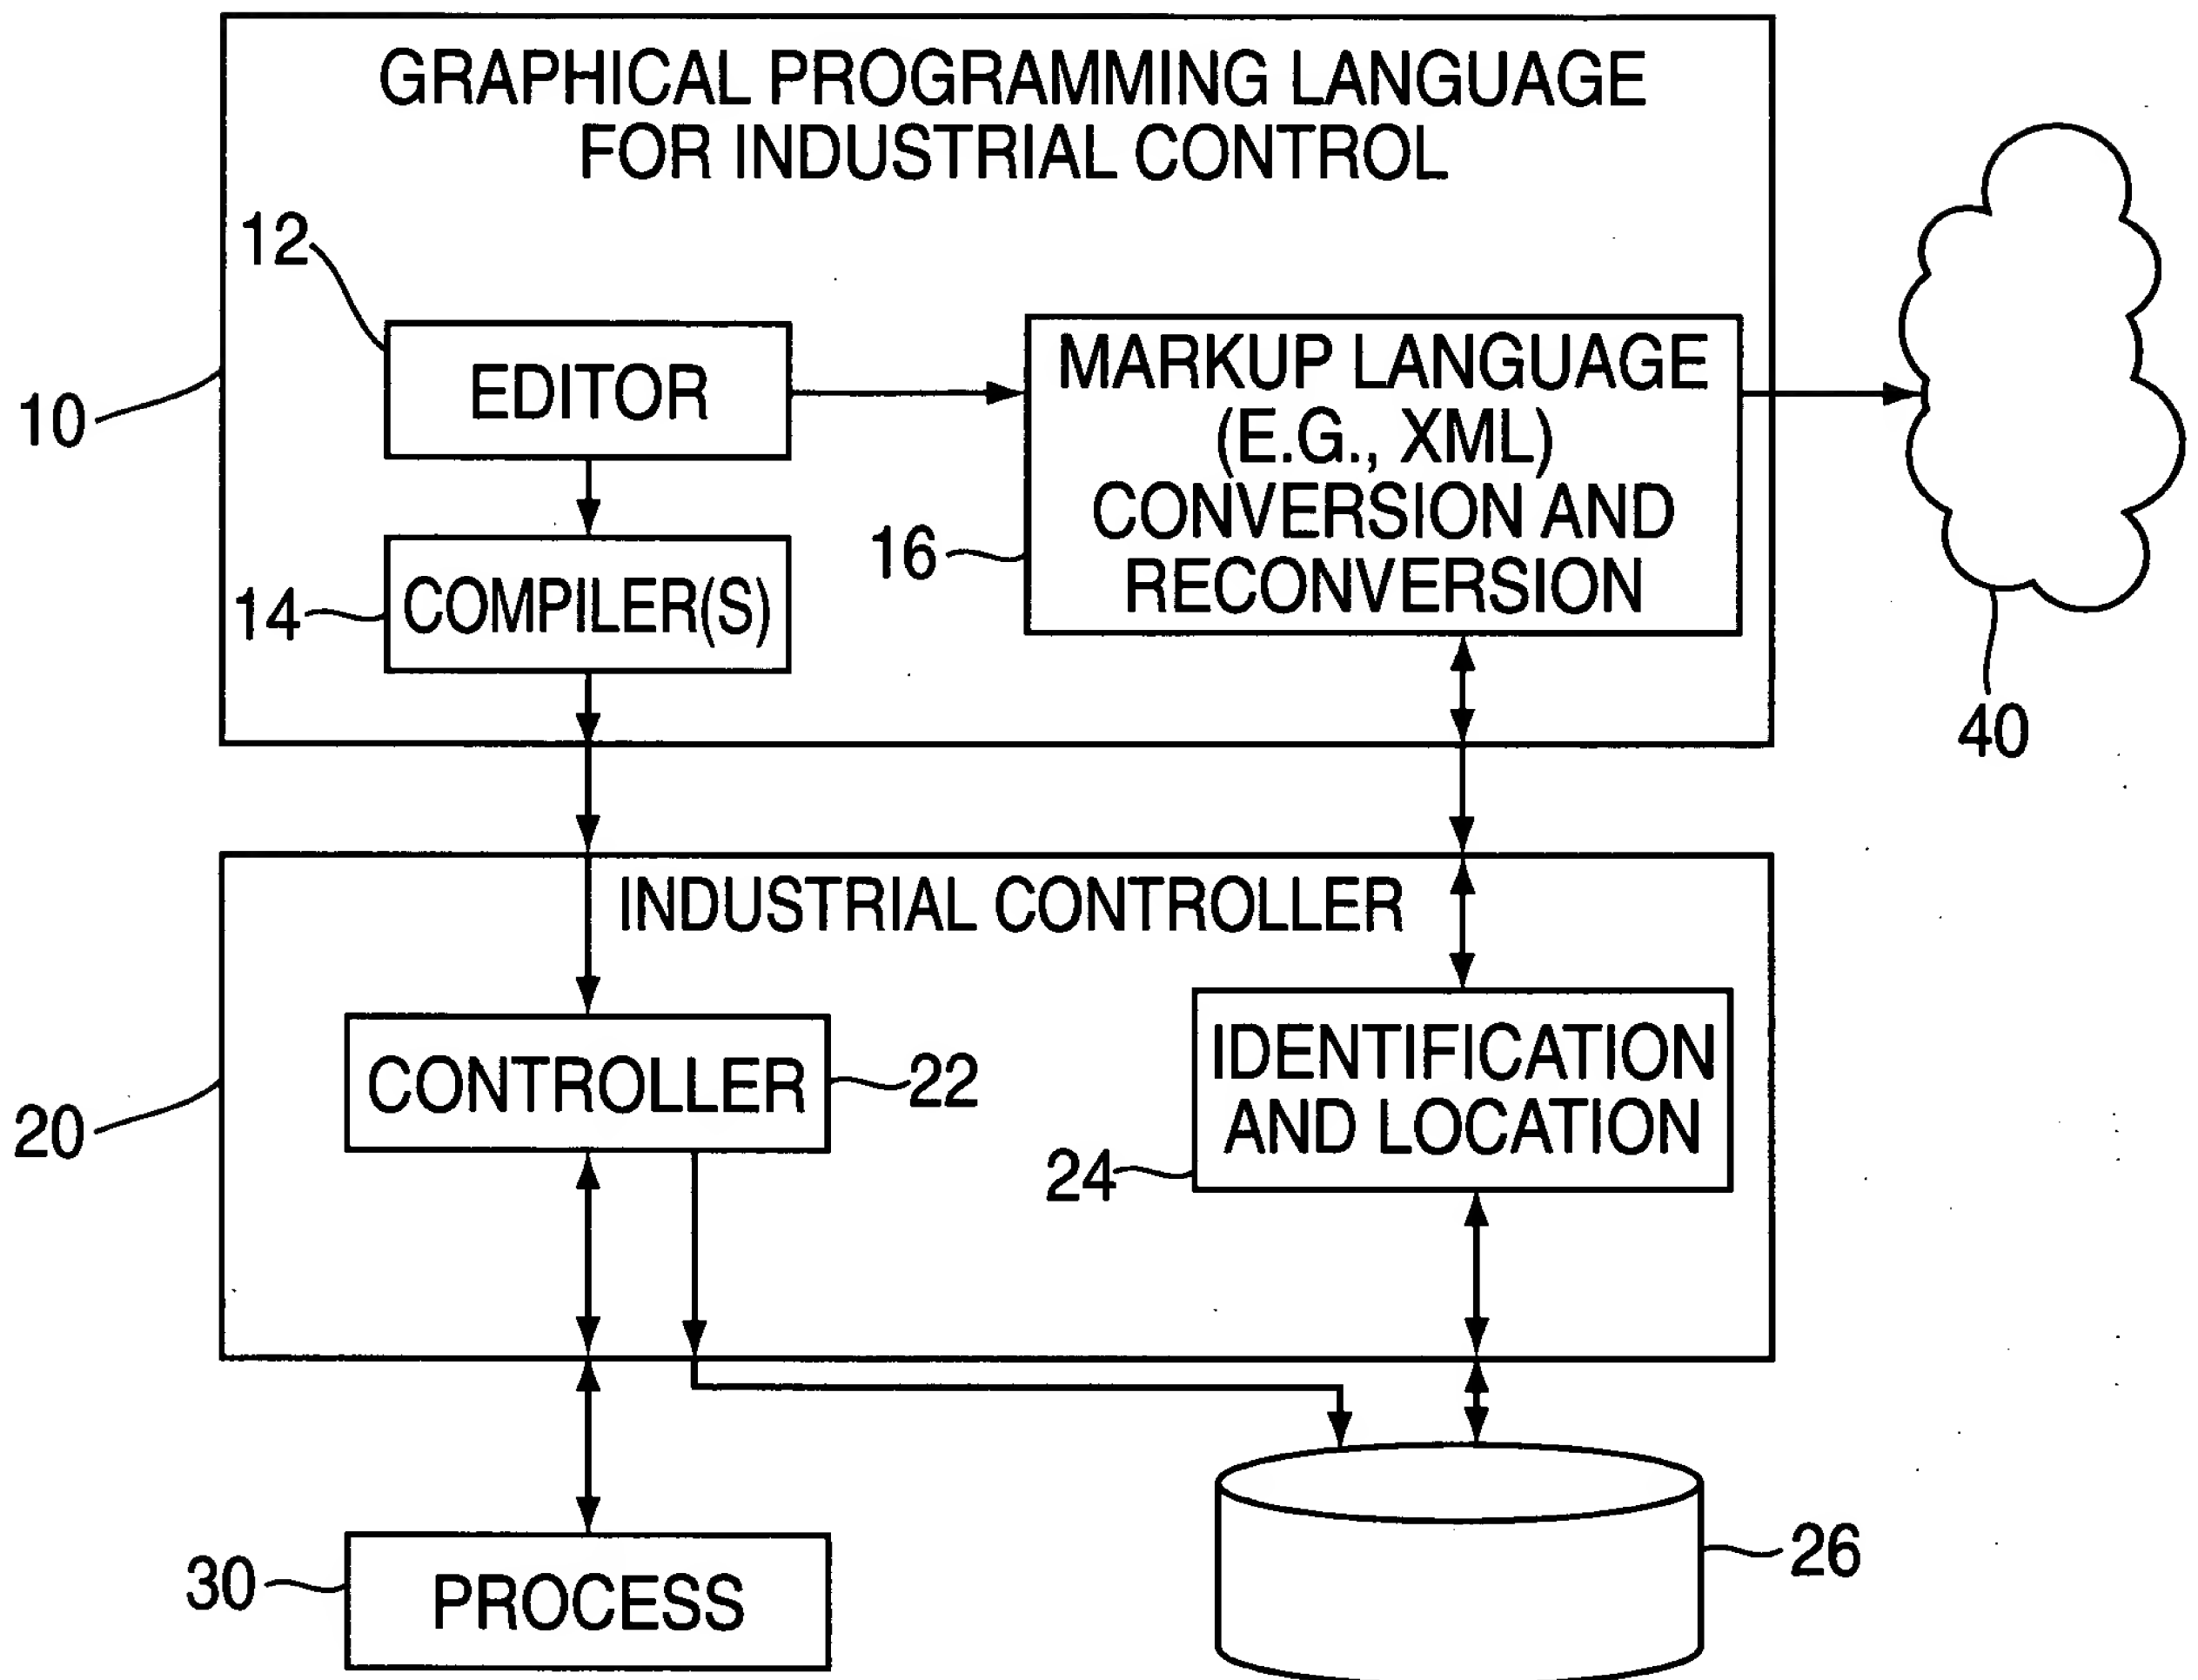 GRAPHICAL PROGRAMMING LANGUAGE
FOR INDUSTRIAL CONTROL
12
EDITOR
10
MARKUP LANGUAGE
(E.G., XML)
CONVERSION AND
RECONVERSION
16
14
COMPILER(S)
40
INDUSTRIAL CONTROLLER
CONTROLLER
22
IDENTIFICATION
AND LOCATION
20
24
30
PROCESS
26